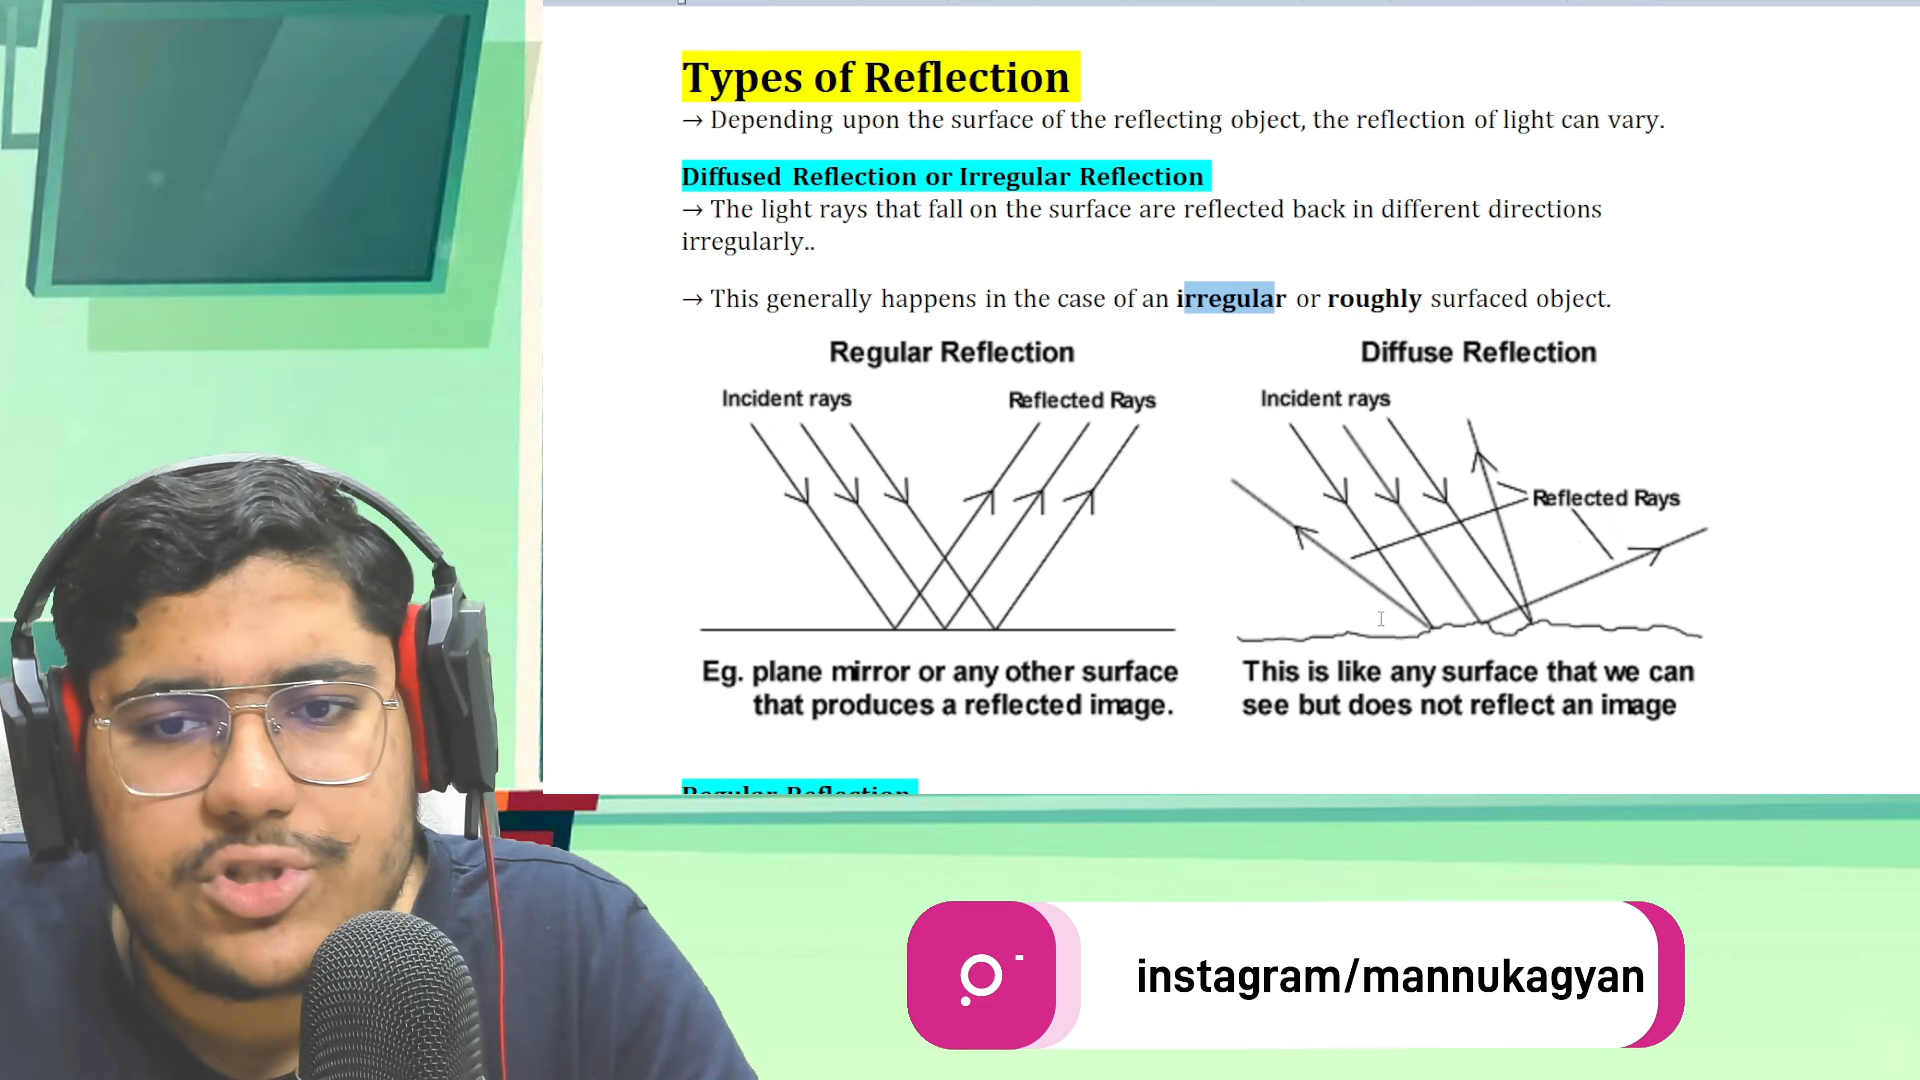 Types of Reflection
→ Depending upon the surface of the reflecting object, the reflection of light can vary.
Diffused Reflection or Irregular Reflection
→ The light rays that fall on the surface are reflected back in different directions
irregularly..
→ This generally happens in the case of an irregular or roughly surfaced object.
Regular Reflection
Diffuse Reflection
Incident rays
Reflected Rays
Incident rays
Reflected Rays
Eg. plane mirror or any other surface
that produces a reflected image.
This is like any surface that we can
see but does not reflect an image
Regular Reflection
instagram/mannukagyan